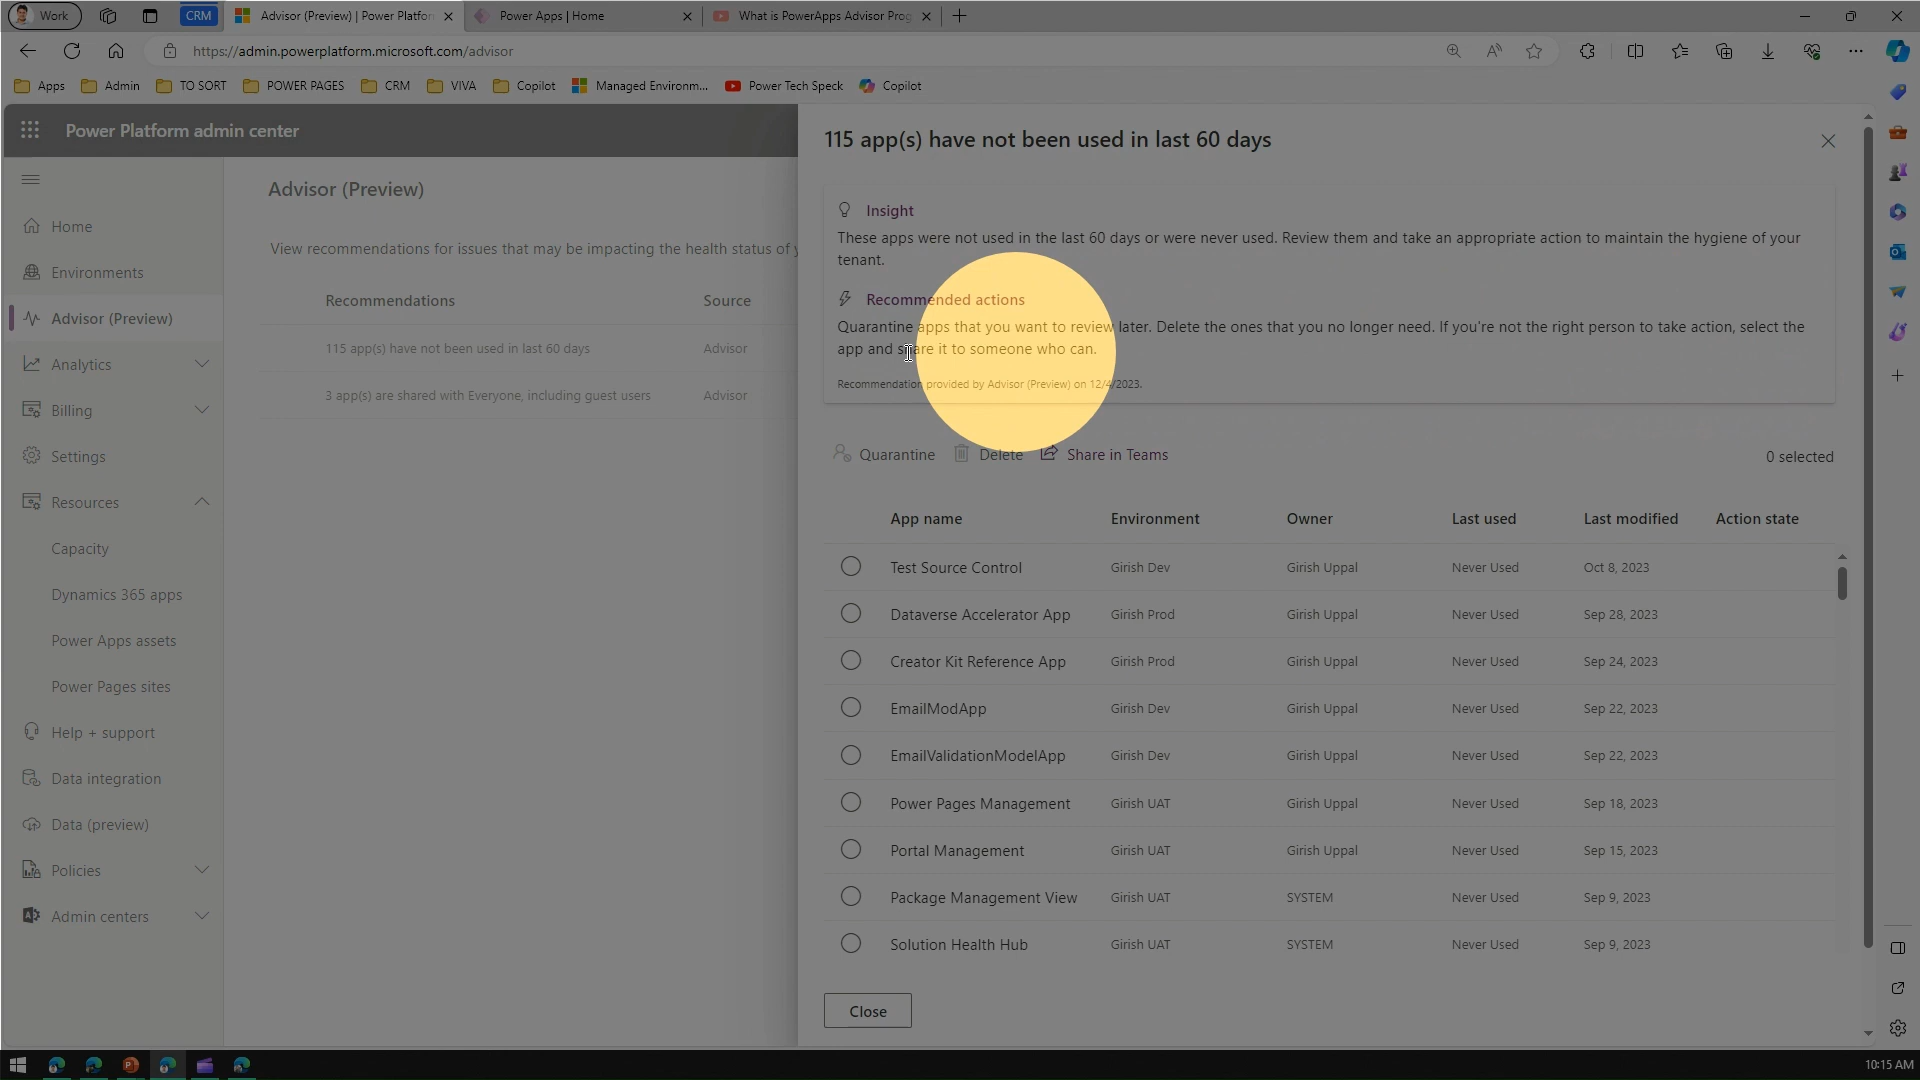 Work
CRM
Advisor (Preview) | Power Platfor
Power Apps | Home
What is PowerApps Advisor Prog
https://admin.powerplatform.microsoft.com/advisor
Apps
Admin
TO SORT
POWER PAGES
CRM
VIVA
Copilot
Managed Environm...
Power Tech Speck
Copilot
Power Platform admin center
Home
Environments
Advisor (Preview)
Analytics
Billing
Settings
Resources
Capacity
Dynamics 365 apps
Power Apps assets
Power Pages sites
Help + support
Data integration
Data (preview)
Policies
Admin centers
Advisor (Preview)
View recommendations for issues that may be impacting the health status of y
Recommendations Source
115 app(s) have not been used in last 60 days Advisor
3 app(s) are shared with Everyone, including guest users Advisor
115 app(s) have not been used in last 60 days
Insight
These apps were not used in the last 60 days or were never used. Review them and take an appropriate action to maintain the hygiene of your
tenant.
Recommended actions
Quarantine apps that you want to review later. Delete the ones that you no longer need. If you're not the right person to take action, select the
app and share it to someone who can.
Recommendation provided by Advisor (Preview) on 12/4/2023.
Quarantine Delete Share in Teams 0 selected
App name Environment Owner Last used Last modified Action state
Test Source Control Girish Dev Girish Uppal Never Used Oct 8, 2023
Dataverse Accelerator App Girish Prod Girish Uppal Never Used Sep 28, 2023
Creator Kit Reference App Girish Prod Girish Uppal Never Used Sep 24, 2023
EmailModApp Girish Dev Girish Uppal Never Used Sep 22, 2023
EmailValidationModelApp Girish Dev Girish Uppal Never Used Sep 22, 2023
Power Pages Management Girish UAT Girish Uppal Never Used Sep 18, 2023
Portal Management Girish UAT Girish Uppal Never Used Sep 15, 2023
Package Management View Girish UAT SYSTEM Never Used Sep 9, 2023
Solution Health Hub Girish UAT SYSTEM Never Used Sep 9, 2023
Close
10:15 AM